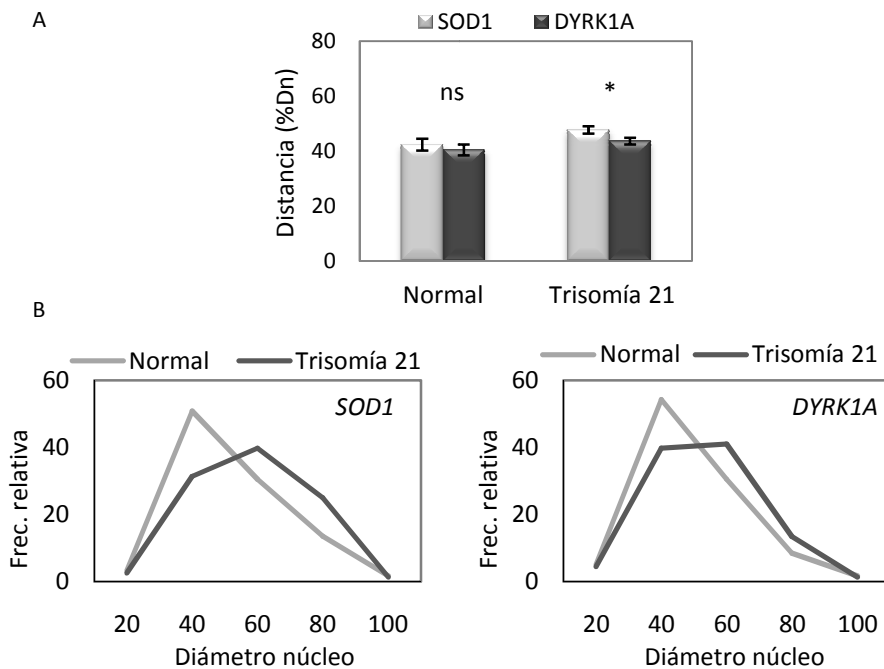 A
SOD1 DYRK1A
80
60
40
20
0
Distancia (%Dn)
ns
*
Normal Trisomía 21
B
Normal Trisomía 21
60
40
20
0
Frec. relativa
SOD1
20 40 60 80 100
Diámetro núcleo
Normal Trisomía 21
60
40
20
0
Frec. relativa
DYRK1A
20 40 60 80 100
Diámetro núcleo